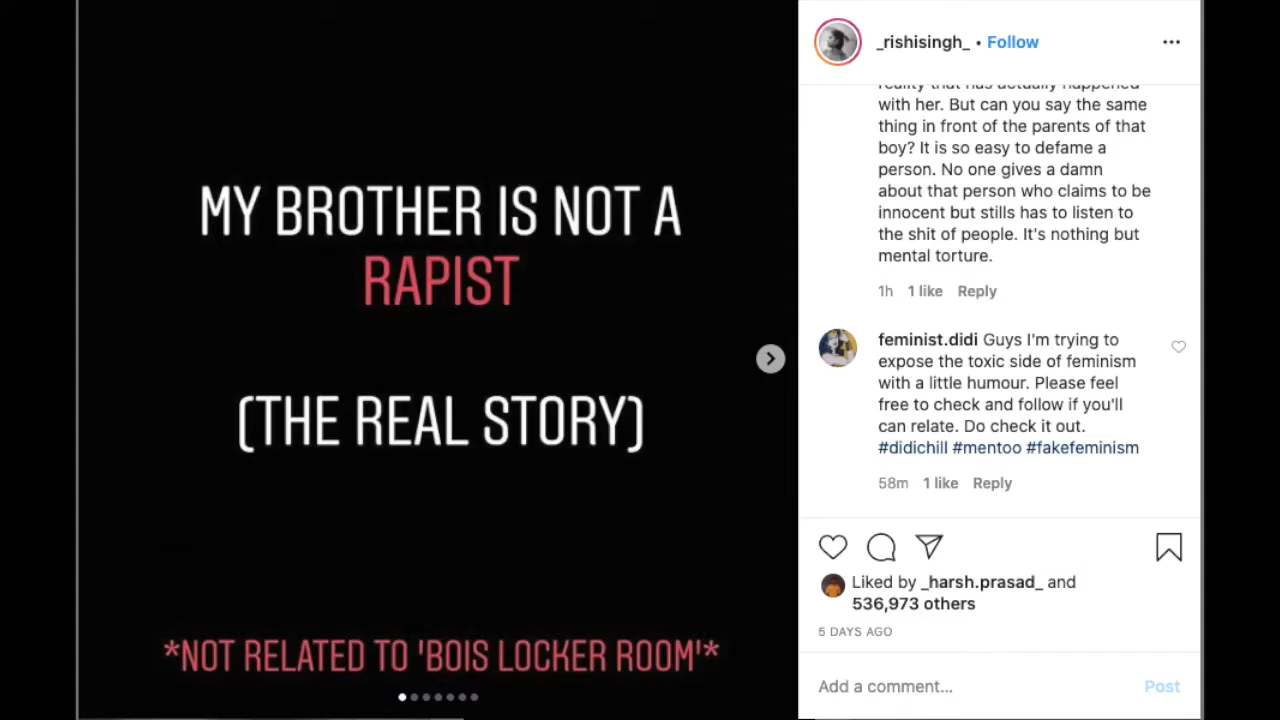 MY BROTHER IS NOT A
RAPIST
(THE REAL STORY)
*NOT RELATED TO 'BOIS LOCKER ROOM'*
_rishisingh_ • Follow
reality that has actually happened
with her. But can you say the same
thing in front of the parents of that
boy? It is so easy to defame a
person. No one gives a damn
about that person who claims to be
innocent but stills has to listen to
the shit of people. It's nothing but
mental torture.
1h 1 like Reply
feminist.didi Guys I'm trying to
expose the toxic side of feminism
with a little humour. Please feel
free to check and follow if you'll
can relate. Do check it out.
#didichill #mentoo #fakefeminism
58m 1 like Reply
Liked by _harsh.prasad_ and
536,973 others
5 DAYS AGO
Add a comment... Post